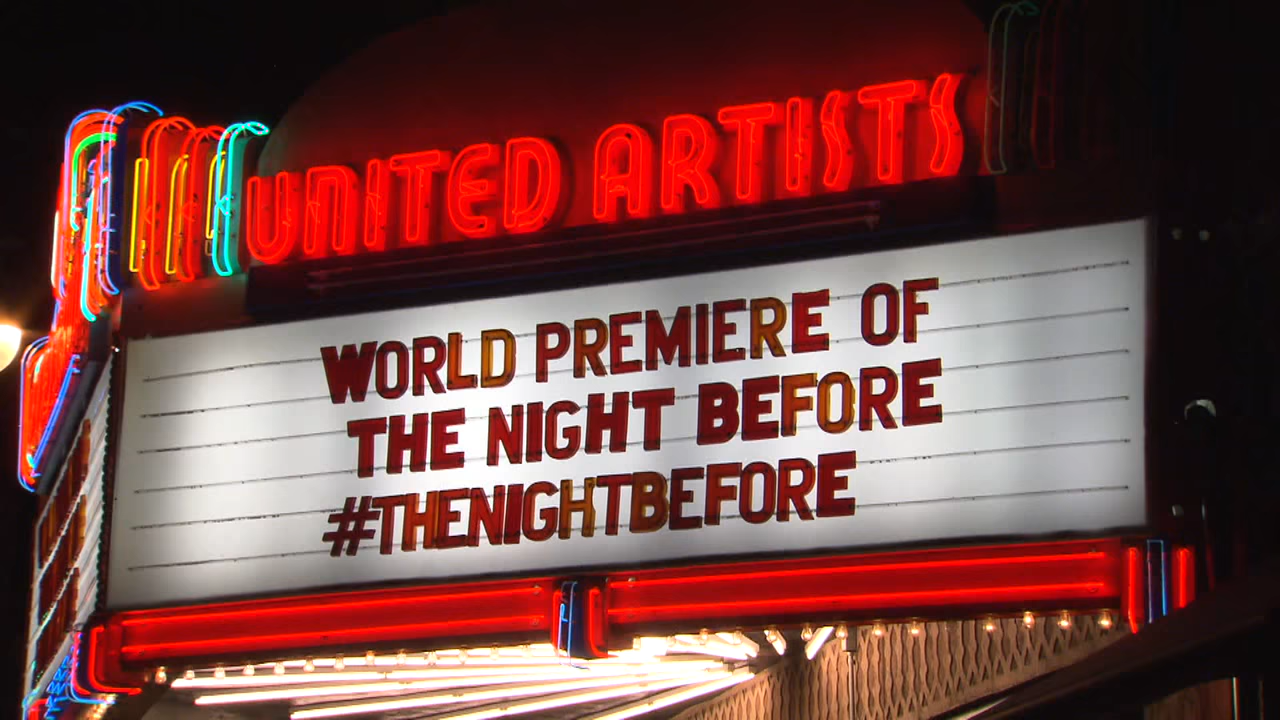 UNITED ARTISTS
WORLD PREMIERE OF
THE NIGHT BEFORE
#THENIGHTBEFORE